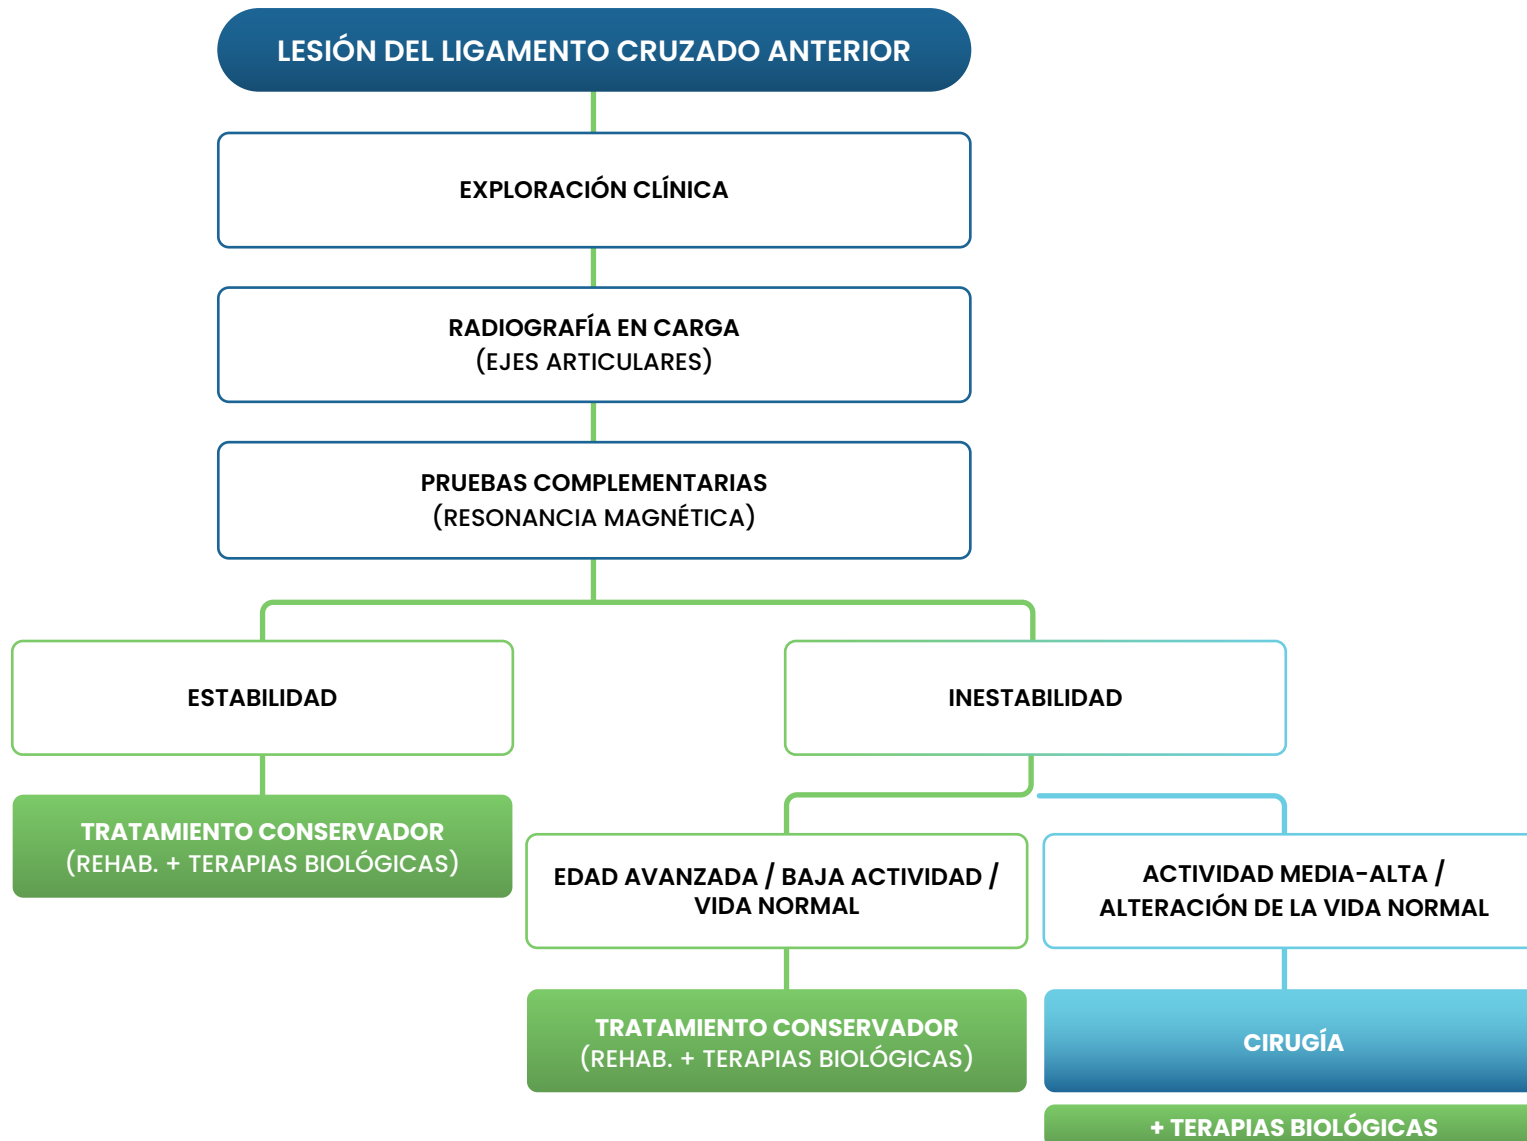 LESIÓN DEL LIGAMENTO CRUZADO ANTERIOR
EXPLORACIÓN CLÍNICA
RADIOGRAFÍA EN CARGA
(EJES ARTICULARES)
PRUEBAS COMPLEMENTARIAS
(RESONANCIA MAGNÉTICA)
ESTABILIDAD
INESTABILIDAD
TRATAMIENTO CONSERVADOR
(REHAB. + TERAPIAS BIOLÓGICAS)
EDAD AVANZADA / BAJA ACTIVIDAD /
VIDA NORMAL
ACTIVIDAD MEDIA-ALTA /
ALTERACIÓN DE LA VIDA NORMAL
TRATAMIENTO CONSERVADOR
(REHAB. + TERAPIAS BIOLÓGICAS)
CIRUGÍA
+ TERAPIAS BIOLÓGICAS